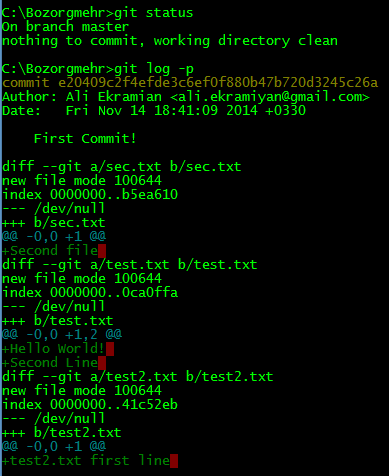 C:\Bozorgmehr>git status
On branch master
nothing to commit, working directory clean
C:\Bozorgmehr>git log -p
commit e20409c2f4efde3c6ef0f880b47b720d3245c26a
Author: Ali Ekramian <ali.ekramiyan@gmail.com>
Date:   Fri Nov 14 18:41:09 2014 +0330
    First Commit!
diff --git a/sec.txt b/sec.txt
new file mode 100644
index 0000000..b5ea610
--- /dev/null
+++ b/sec.txt
@@ -0,0 +1 @@
+Second file
diff --git a/test.txt b/test.txt
new file mode 100644
index 0000000..0ca0ffa
--- /dev/null
+++ b/test.txt
@@ -0,0 +1,2 @@
+Hello World!
+Second Line
diff --git a/test2.txt b/test2.txt
new file mode 100644
index 0000000..41c52eb
--- /dev/null
+++ b/test2.txt
@@ -0,0 +1 @@
+test2.txt first line